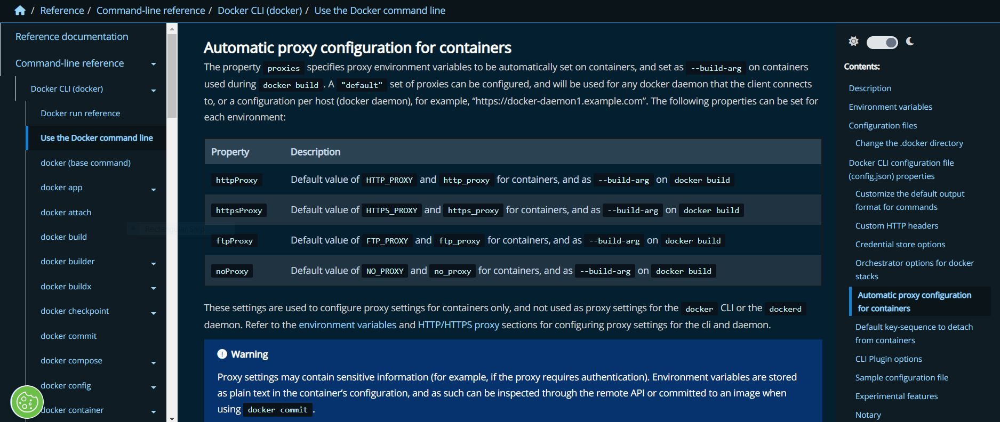 / Reference / Command-line reference / Docker CLI (docker) / Use the Docker command line
Reference documentation
Command-line reference
Docker CLI (docker)
Docker run reference
Use the Docker command line
docker (base command)
docker app
docker attach
docker build
docker builder
docker buildx
docker checkpoint
docker commit
docker compose
docker config
docker container
Rectangular Snip
Automatic proxy configuration for containers
The property proxies specifies proxy environment variables to be automatically set on containers, and set as --build-arg on containers
used during docker build . A "default" set of proxies can be configured, and will be used for any docker daemon that the client connects
to, or a configuration per host (docker daemon), for example, “https://docker-daemon1.example.com”. The following properties can be set for
each environment:
Property Description
httpProxy Default value of HTTP_PROXY and http_proxy for containers, and as --build-arg on docker build
httpsProxy Default value of HTTPS_PROXY and https_proxy for containers, and as --build-arg on docker build
ftpProxy Default value of FTP_PROXY and ftp_proxy for containers, and as --build-arg on docker build
noProxy Default value of NO_PROXY and no_proxy for containers, and as --build-arg on docker build
These settings are used to configure proxy settings for containers only, and not used as proxy settings for the docker CLI or the dockerd
daemon. Refer to the environment variables and HTTP/HTTPS proxy sections for configuring proxy settings for the cli and daemon.
Warning
Proxy settings may contain sensitive information (for example, if the proxy requires authentication). Environment variables are stored
as plain text in the container’s configuration, and as such can be inspected through the remote API or committed to an image when
using docker commit .
Contents:
Description
Environment variables
Configuration files
Change the .docker directory
Docker CLI configuration file
(config.json) properties
Customize the default output
format for commands
Custom HTTP headers
Credential store options
Orchestrator options for docker
stacks
Automatic proxy configuration
for containers
Default key-sequence to detach
from containers
CLI Plugin options
Sample configuration file
Experimental features
Notary